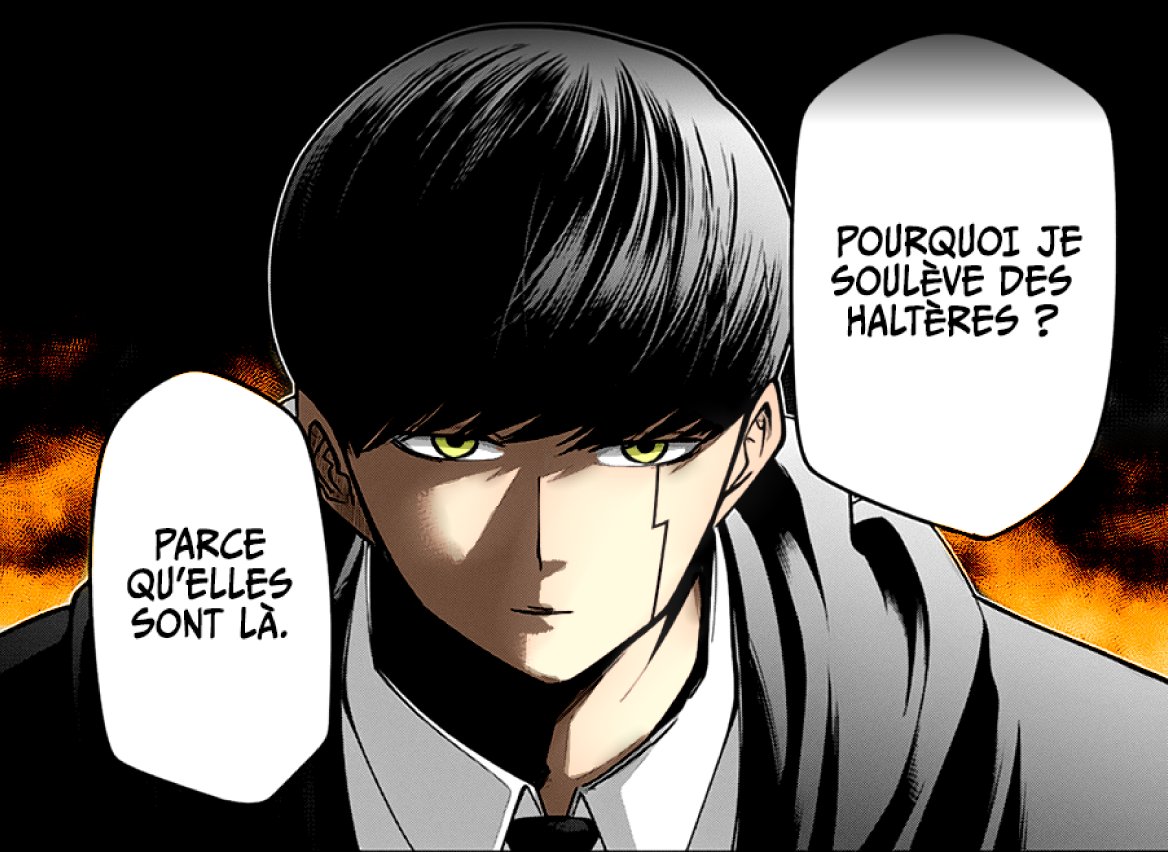 POURQUOI JE
SOULÈVE DES
HALTÈRES ?
PARCE
QU'ELLES
SONT LÀ.